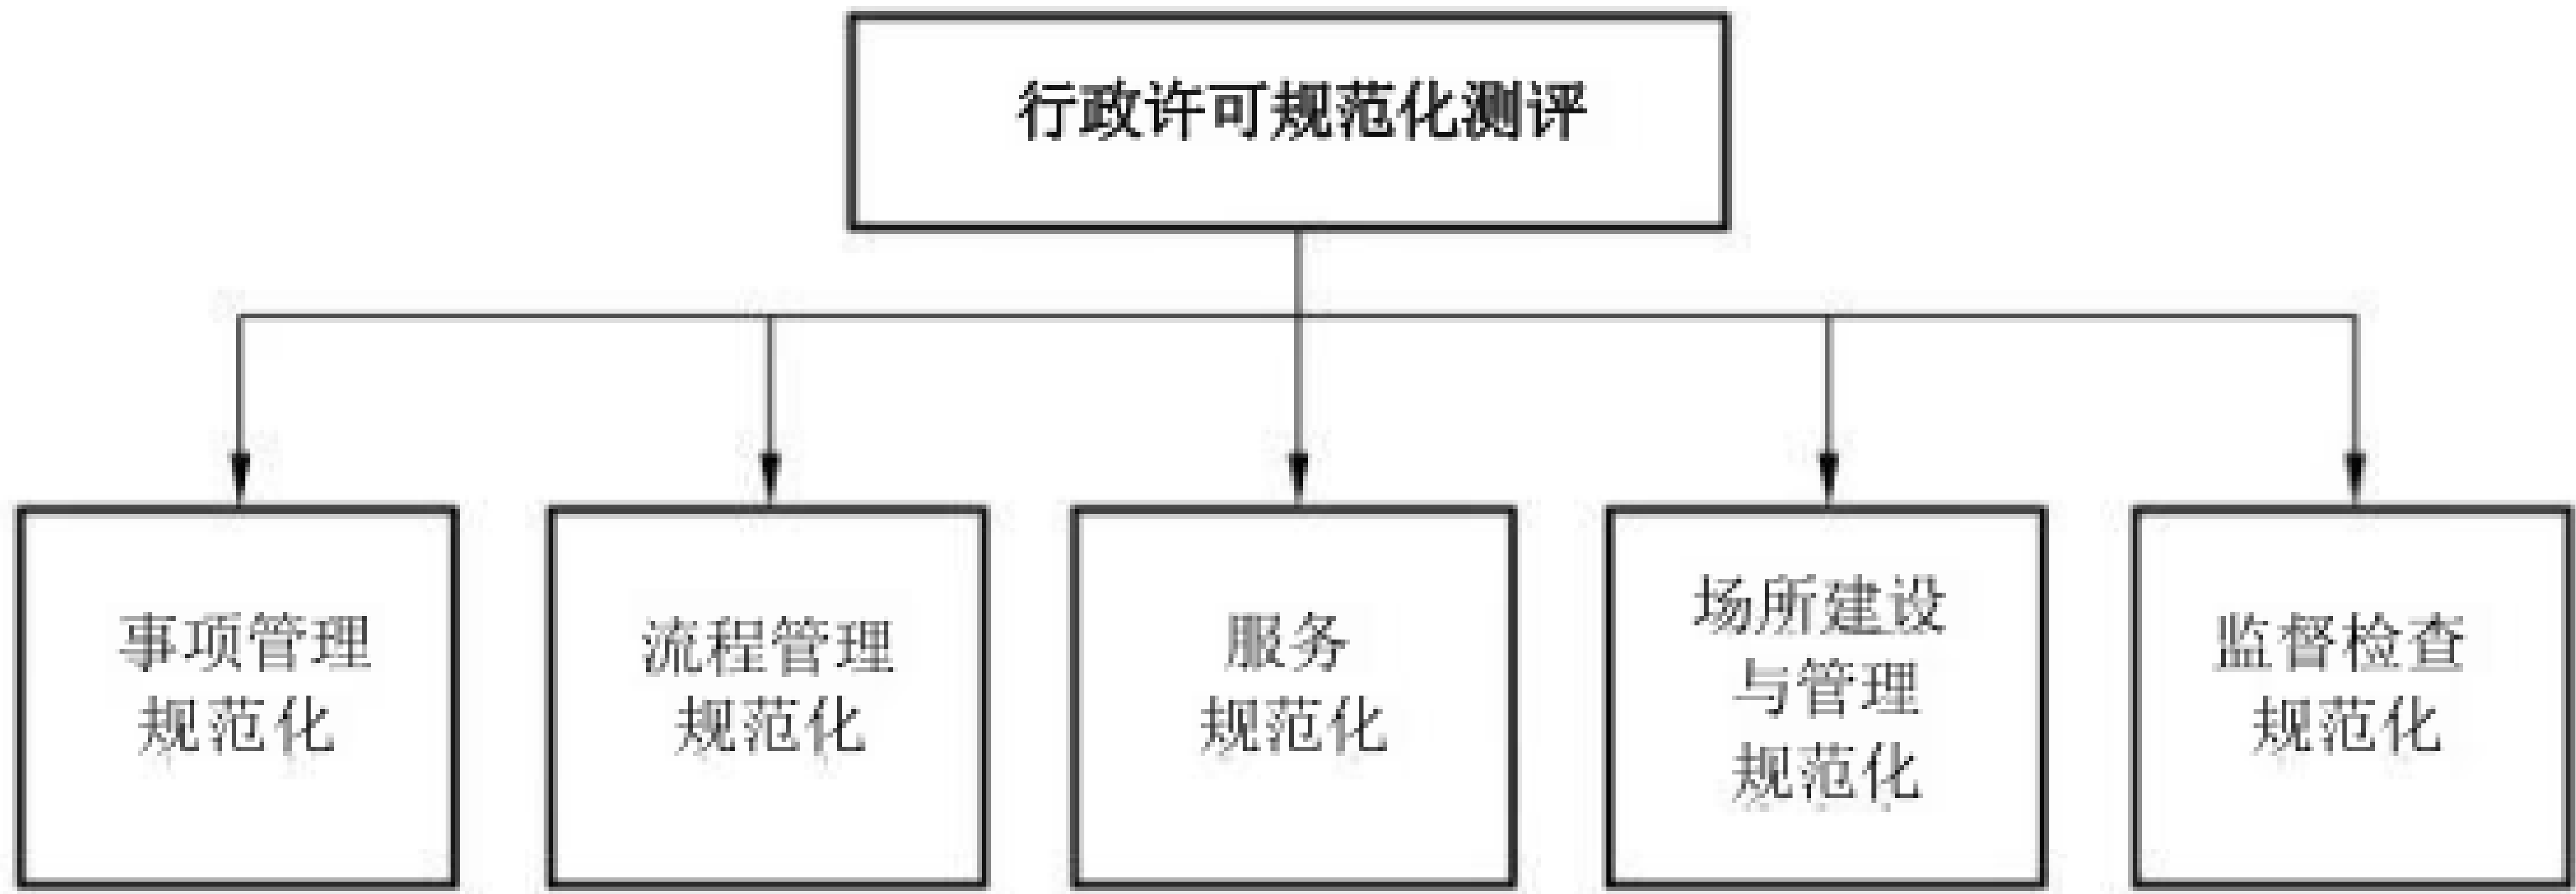 行政许可规范化测评
事项管理
规范化
流程管理
规范化
服务
规范化
场所建设
与管理
规范化
监督检查
规范化